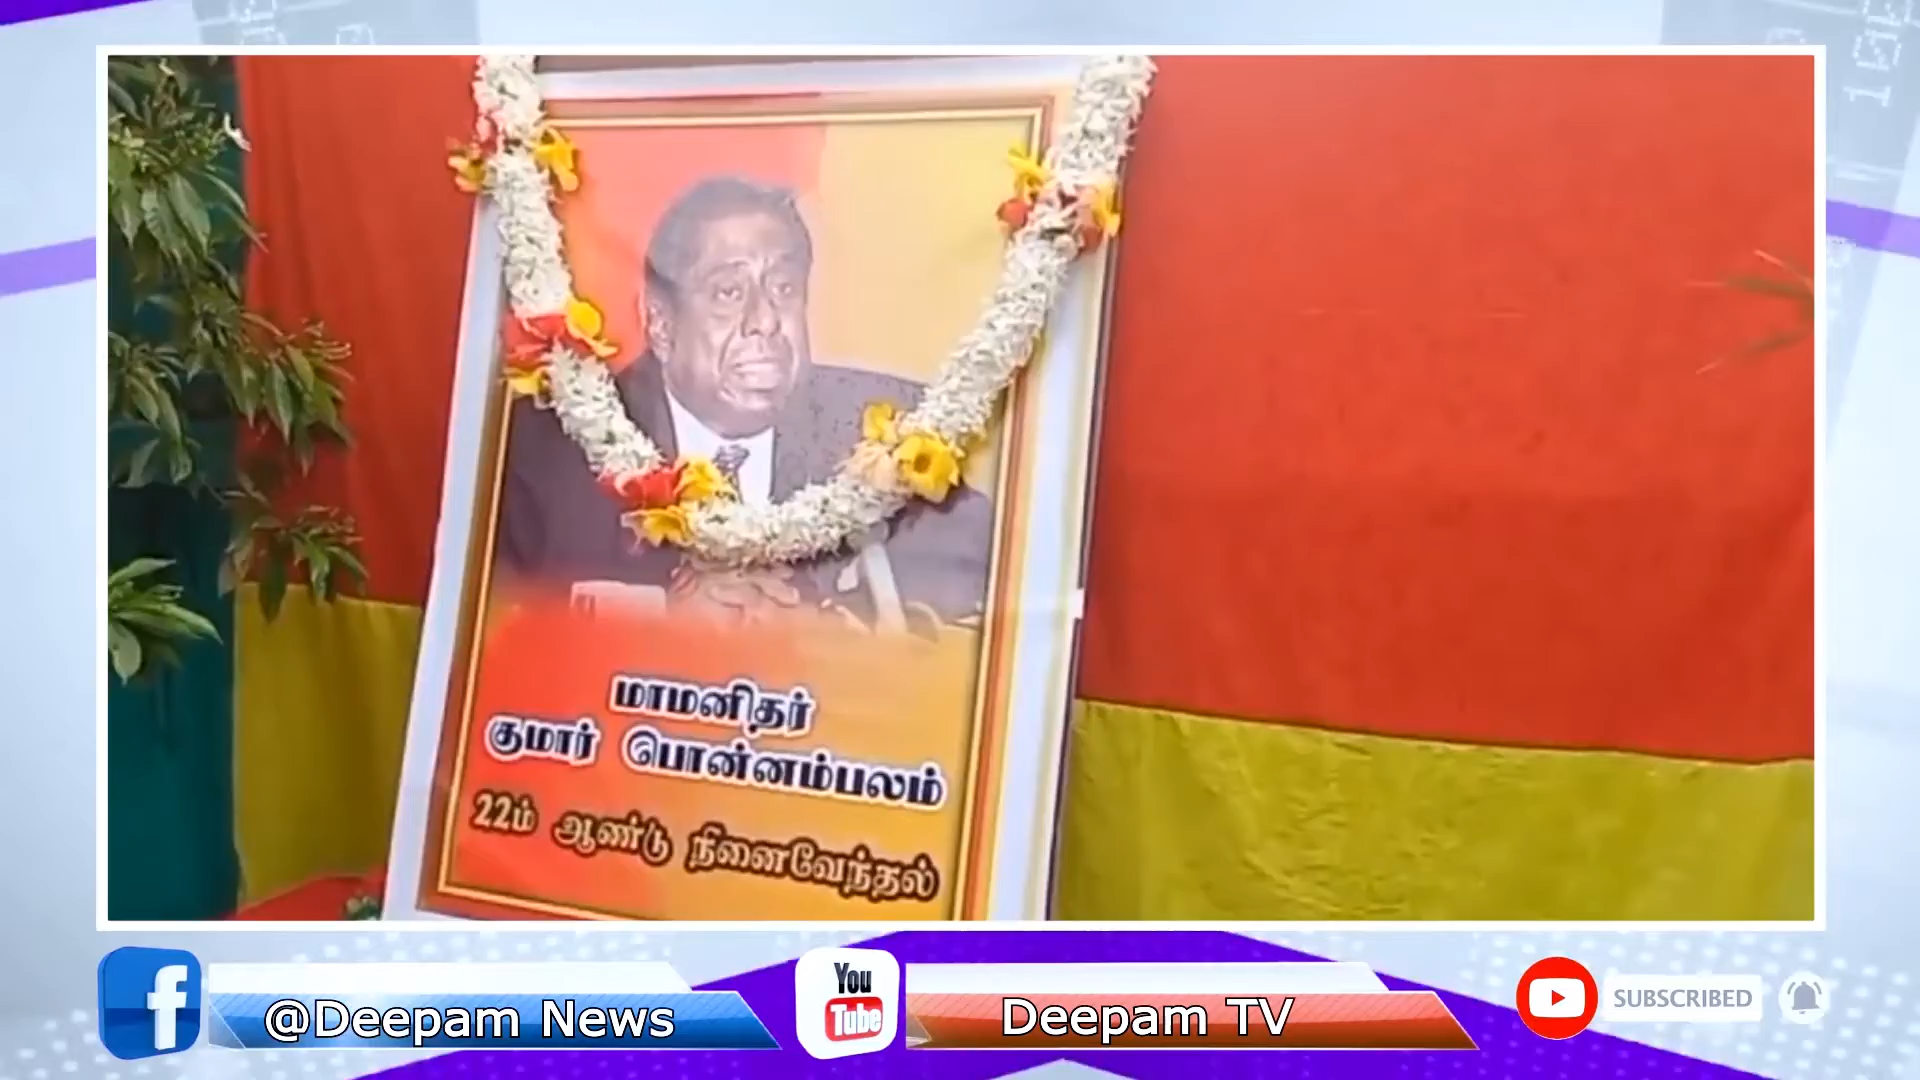 மாமனிதர்
குமார் பொன்னம்பலம்
22ம் ஆண்டு நினைவேந்தல்
@Deepam News
You
Tube
Deepam TV
SUBSCRIBED